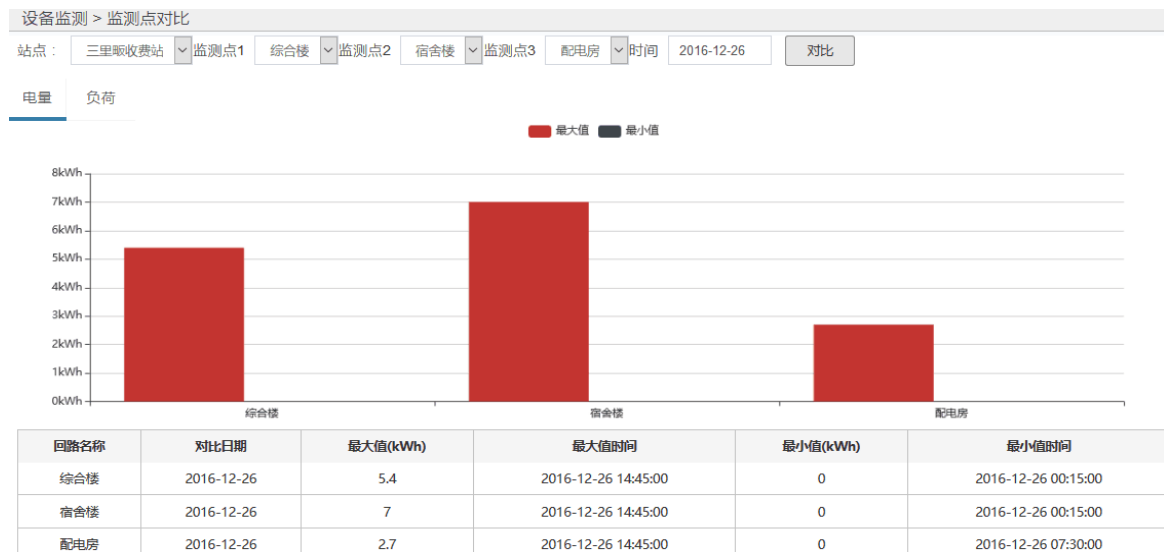 设备监测 > 监测点对比
站点： 三里畈收费站 监测点1 综合楼 监测点2 宿舍楼 监测点3 配电房 时间 2016-12-26 对比
电量 负荷
最大值 最小值
8kWh
7kWh
6kWh
5kWh
4kWh
3kWh
2kWh
1kWh
0kWh
综合楼 宿舍楼 配电房
回路名称 对比日期 最大值(kWh) 最大值时间 最小值(kWh) 最小值时间
综合楼 2016-12-26 5.4 2016-12-26 14:45:00 0 2016-12-26 00:15:00
宿舍楼 2016-12-26 7 2016-12-26 14:45:00 0 2016-12-26 00:15:00
配电房 2016-12-26 2.7 2016-12-26 14:45:00 0 2016-12-26 07:30:00